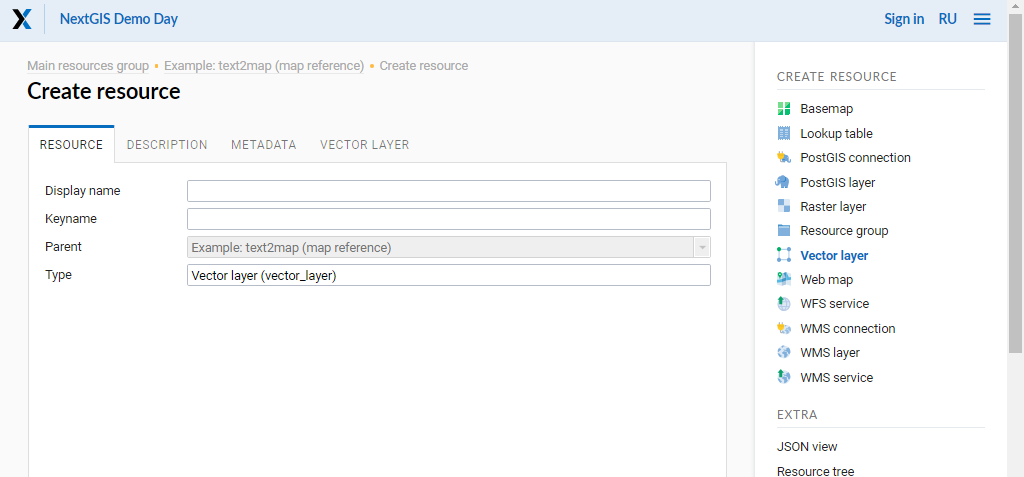 NextGIS Demo Day
Sign in RU
Main resources group • Example: text2map (map reference) • Create resource
Create resource
RESOURCE DESCRIPTION METADATA VECTOR LAYER
Display name
Keyname
Parent Example: text2map (map reference)
Type Vector layer (vector_layer)
CREATE RESOURCE
Basemap
Lookup table
PostGIS connection
PostGIS layer
Raster layer
Resource group
Vector layer
Web map
WFS service
WMS connection
WMS layer
WMS service
EXTRA
JSON view
Resource tree